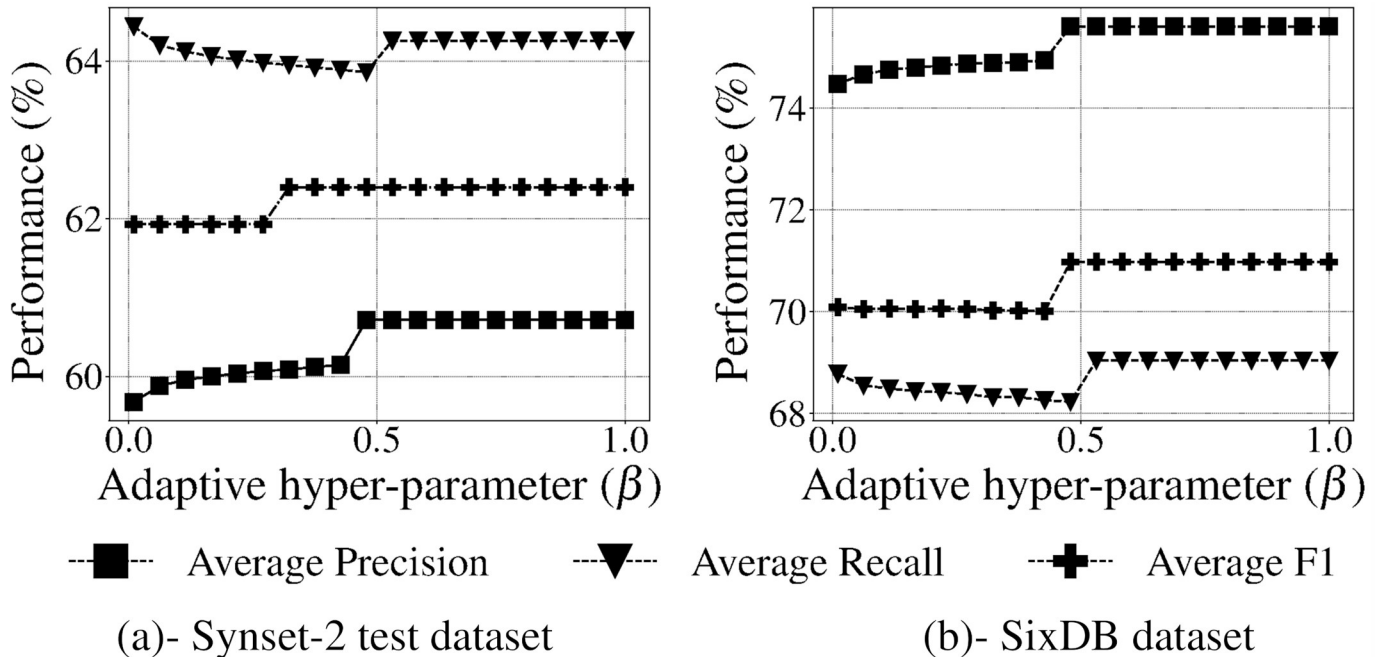 Performance (%)
64
62
60
0.0 0.5 1.0
Adaptive hyper-parameter (β)
Performance (%)
74
72
70
68
0.0 0.5 1.0
Adaptive hyper-parameter (β)
Average Precision Average Recall Average F1
(a)- Synset-2 test dataset
(b)- SixDB dataset